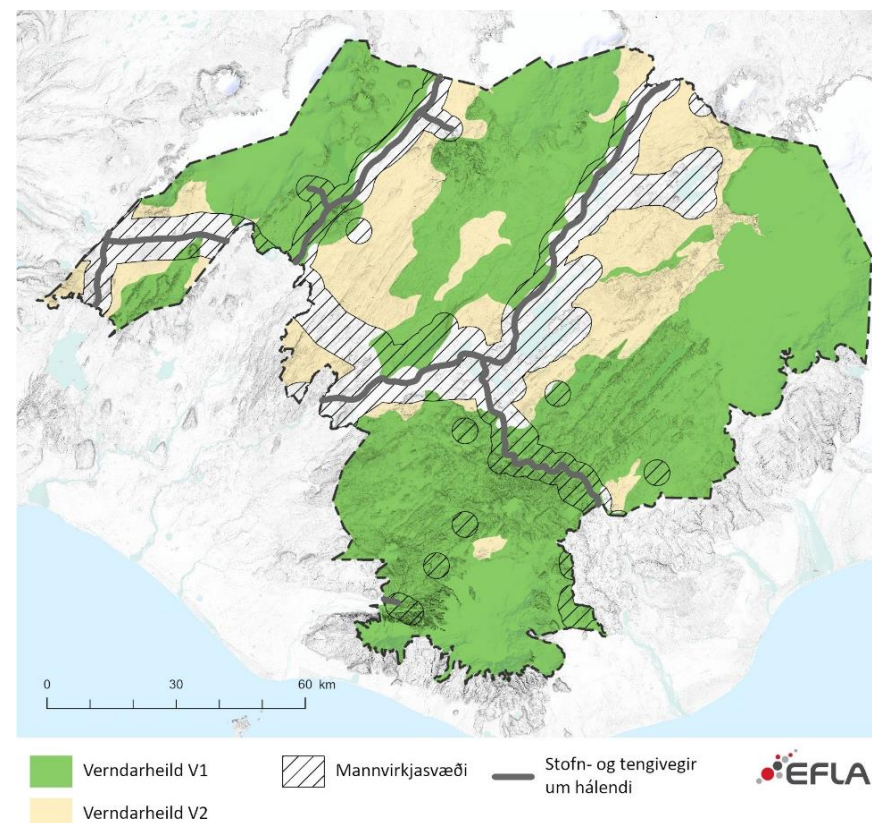 0 30 60 km
Verndarheild V1
Verndarheild V2
Mannvirkjasvæði
Stofn- og tengivegir
um hálendi
EFLA